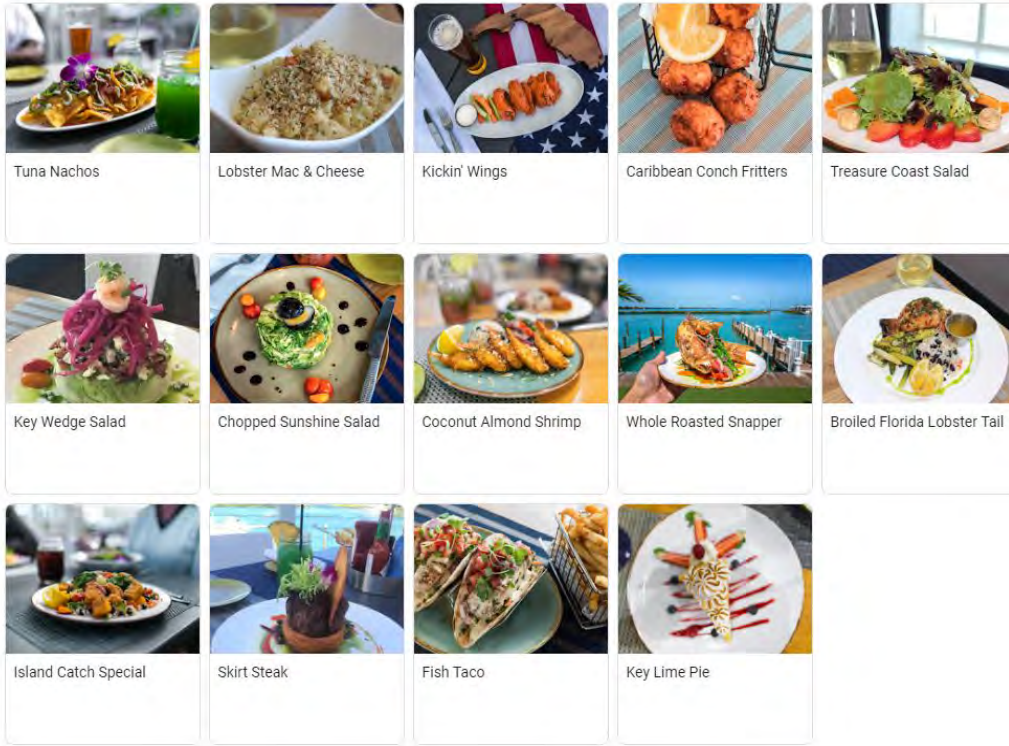 Tuna Nachos
Lobster Mac & Cheese
Kickin' Wings
Caribbean Conch Fritters
Treasure Coast Salad
Key Wedge Salad
Chopped Sunshine Salad
Coconut Almond Shrimp
Whole Roasted Snapper
Broiled Florida Lobster Tail
Island Catch Special
Skirt Steak
Fish Taco
Key Lime Pie